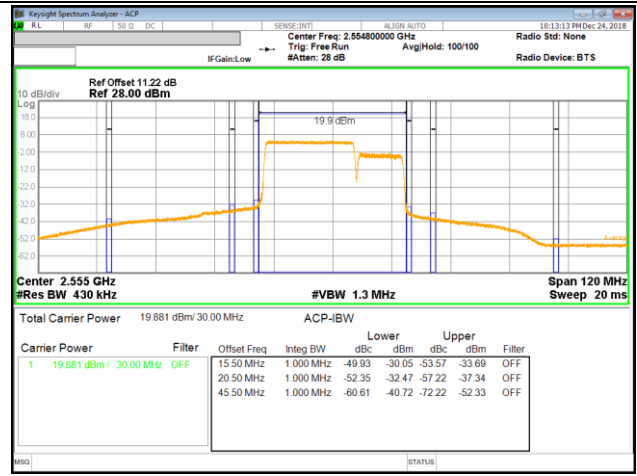 Keysight Spectrum Analyzer - ACP
LXI RL RF 50 Ω DC SENSE:INT ALIGN AUTO 10:13:13 PM Dec 24, 2018
Center Freq: 2.554800000 GHz Radio Std: None
Trig: Free Run Avg|Hold: 100/100
IFGain:Low #Atten: 28 dB Radio Device: BTS
Ref Offset 11.22 dB
10 dB/div Ref 28.00 dBm
Log
18.0
8.00
-2.00
-12.0
-22.0
-32.0
-42.0
-52.0
-62.0
19.9 dBm
Average
Center 2.555 GHz Span 120 MHz
#Res BW 430 kHz #VBW 1.3 MHz Sweep 20 ms
Total Carrier Power 19.881 dBm/ 30.00 MHz ACP-IBW
Lower Upper
Carrier Power Filter Offset Freq Integ BW dBc dBm dBc dBm Filter
1 19.881 dBm / 30.00 MHz OFF 15.50 MHz 1.000 MHz -49.93 -30.05 -53.57 -33.69 OFF
20.50 MHz 1.000 MHz -52.35 -32.47 -57.22 -37.34 OFF
45.50 MHz 1.000 MHz -60.61 -40.72 -72.22 -52.33 OFF
MSG STATUS